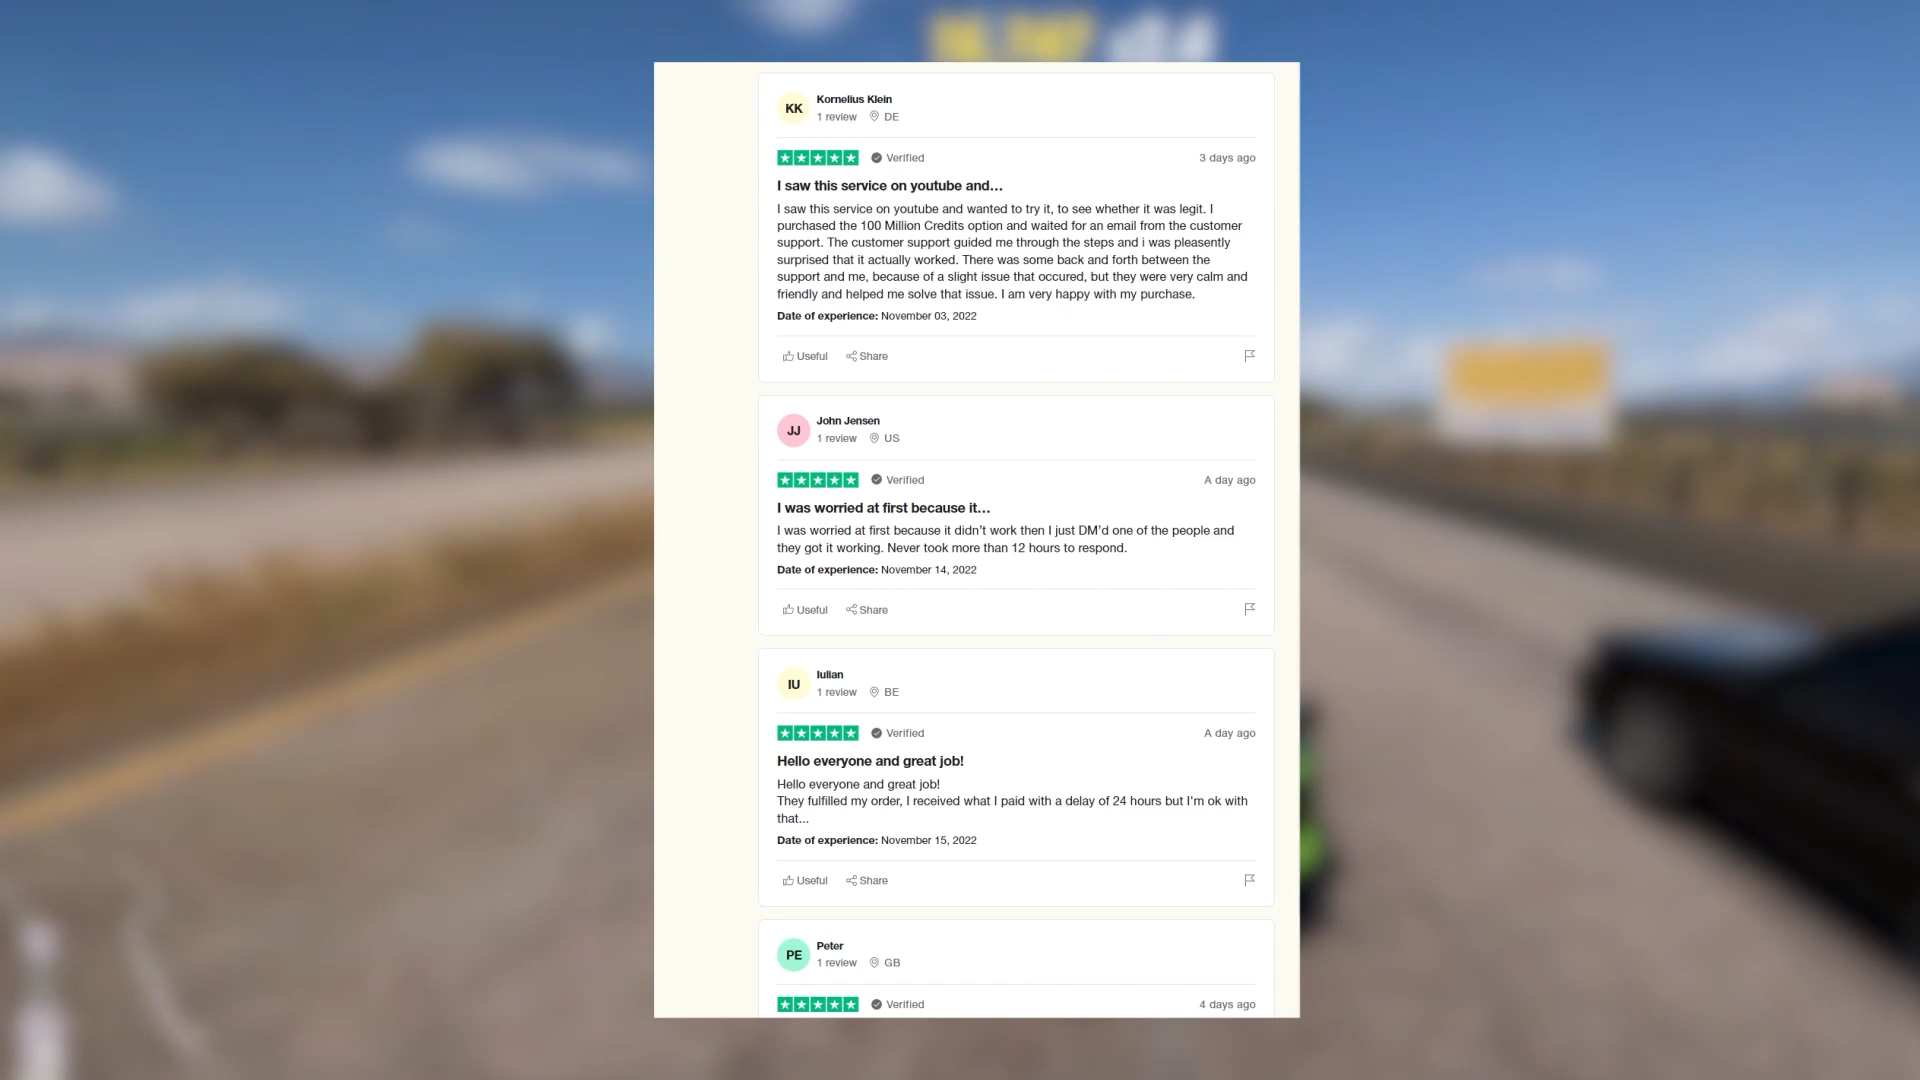 KK
Kornelius Klein
1 review DE
Verified
3 days ago
I saw this service on youtube and…
I saw this service on youtube and wanted to try it, to see whether it was legit. I
purchased the 100 Million Credits option and waited for an email from the customer
support. The customer support guided me through the steps and i was pleasently
surprised that it actually worked. There was some back and forth between the
support and me, because of a slight issue that occured, but they were very calm and
friendly and helped me solve that issue. I am very happy with my purchase.
Date of experience: November 03, 2022
Useful Share
JJ
John Jensen
1 review US
Verified
A day ago
I was worried at first because it…
I was worried at first because it didn’t work then I just DM’d one of the people and
they got it working. Never took more than 12 hours to respond.
Date of experience: November 14, 2022
Useful Share
IU
Iulian
1 review BE
Verified
A day ago
Hello everyone and great job!
Hello everyone and great job!
They fulfilled my order, I received what I paid with a delay of 24 hours but I'm ok with
that...
Date of experience: November 15, 2022
Useful Share
PE
Peter
1 review GB
Verified
4 days ago